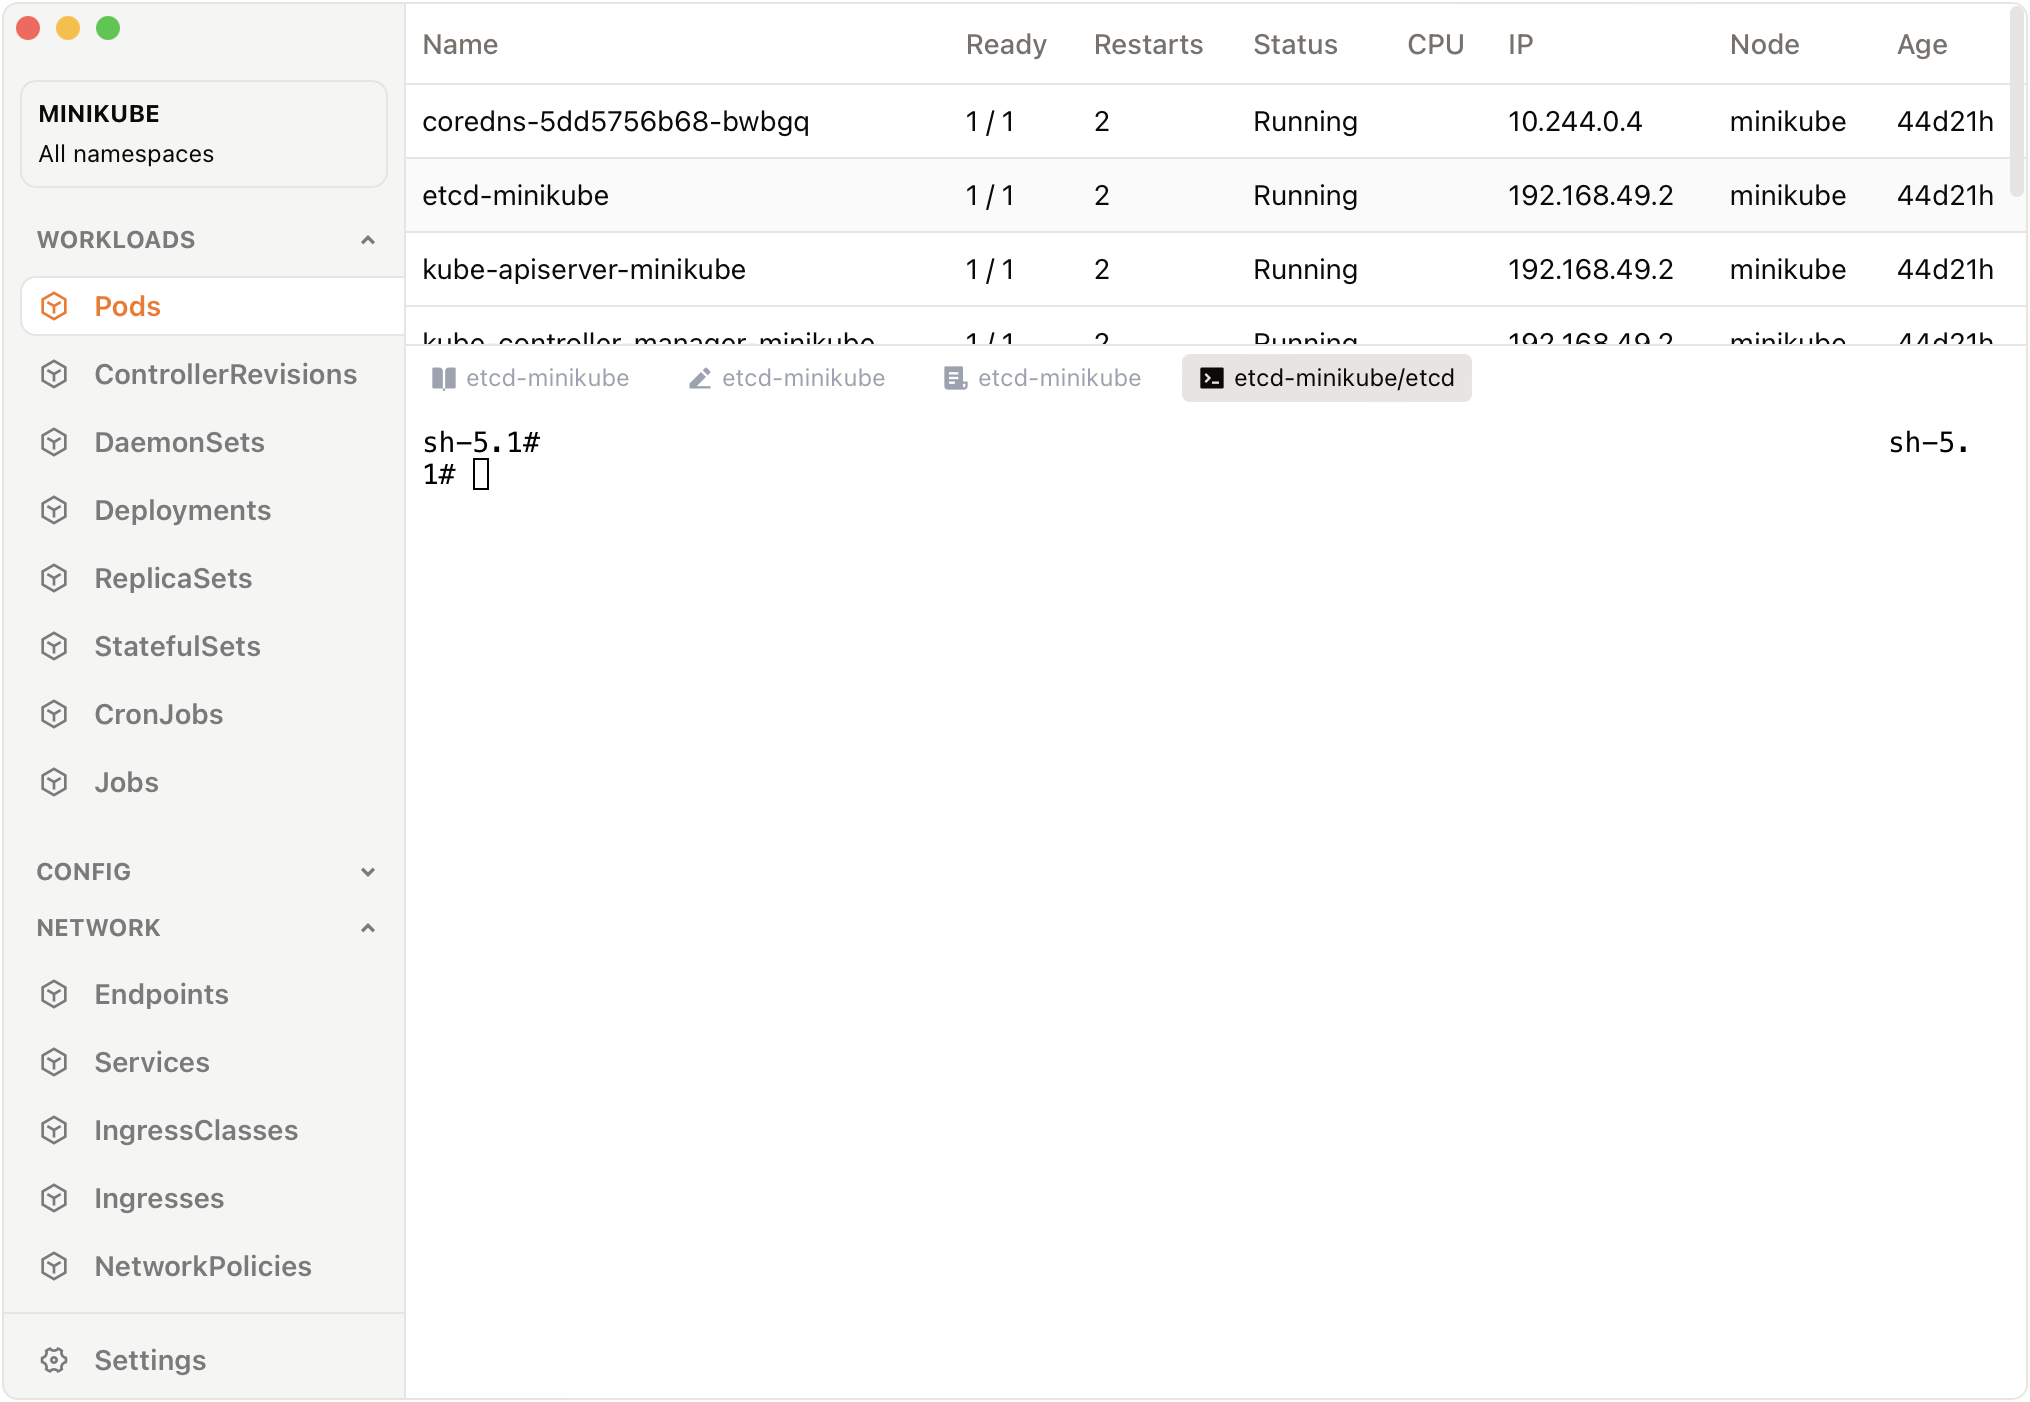 MINIKUBE
All namespaces
WORKLOADS
Pods
ControllerRevisions
DaemonSets
Deployments
ReplicaSets
StatefulSets
CronJobs
Jobs
CONFIG
NETWORK
Endpoints
Services
IngressClasses
Ingresses
NetworkPolicies
Settings
Name Ready Restarts Status CPU IP Node Age
coredns-5dd5756b68-bwbgq 1 / 1 2 Running 10.244.0.4 minikube 44d21h
etcd-minikube 1 / 1 2 Running 192.168.49.2 minikube 44d21h
kube-apiserver-minikube 1 / 1 2 Running 192.168.49.2 minikube 44d21h
kube-controller-manager-minikube 1 / 1 2 Running 192.168.49.2 minikube 44d21h
etcd-minikube etcd-minikube etcd-minikube etcd-minikube/etcd
sh-5.1# sh-5.
1#